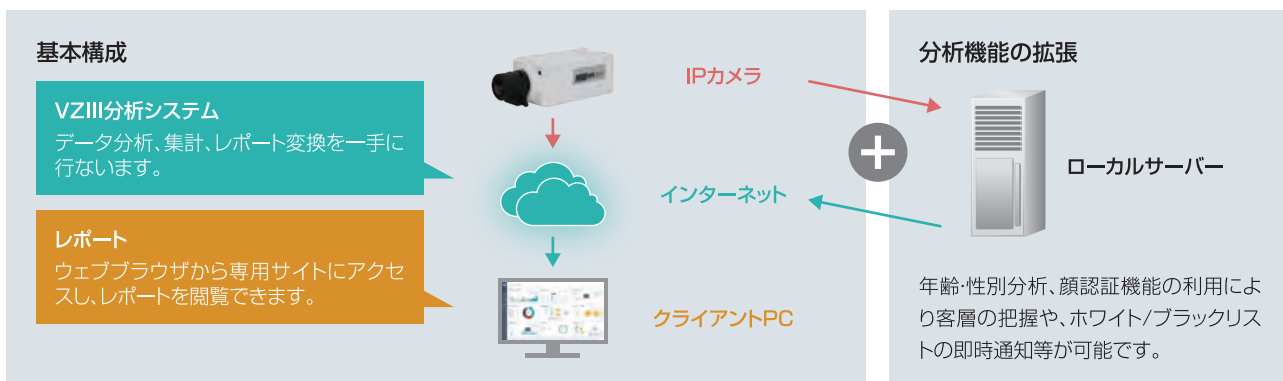 基本構成
VZIII分析システム
データ分析、集計、レポート変換を一手に
行ないます。
レポート
ウェブブラウザから専用サイトにアクセ
スし、レポートを閲覧できます。
IPカメラ
インターネット
クライアントPC
分析機能の拡張
ローカルサーバー
年齢・性別分析、顔認証機能の利用によ
り客層の把握や、ホワイト/ブラックリス
トの即時通知等が可能です。